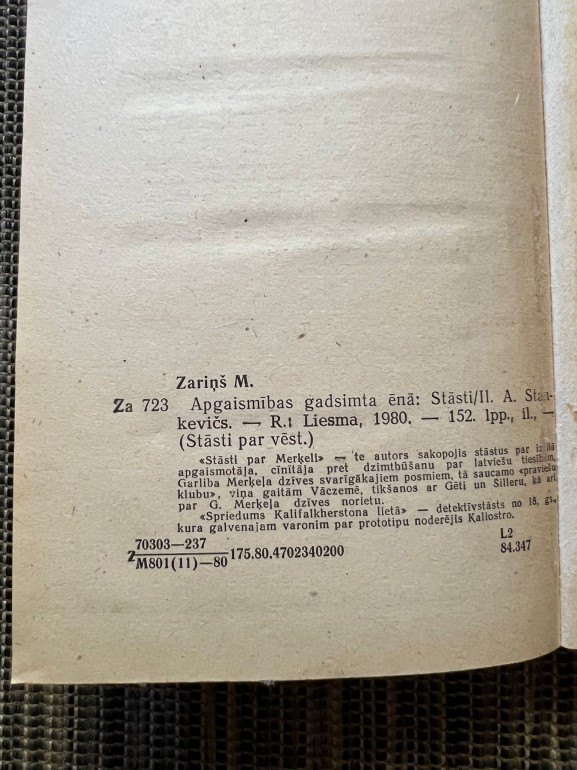 Zariņš M.
Za 723 Apgaismības gadsimta ēnā: Stāsti/Il. A. Stan-
kevičs. — R.: Liesma, 1980. — 152. lpp., il., —
(Stāsti par vēst.)
«Stāsti par Merķeli» — te autors sakopojis stāstus par izcilā
apgaismotāja, cīnītāja pret dzimtbūšanu par latviešu tiesībām,
Garlība Merķeļa dzīves svarīgākajiem posmiem, tā saucamo «praviešu
klubu», viņa gaitām Vāczemē, tikšanos ar Gēti un Šilleru, kā arī
par G. Merķeļa dzīves norietu.
«Spriedums Kalifalkherstona lietā» — detektīvstāsts no 18. gs.,
kura galvenajam varonim par prototipu noderējis Kaliostro.
70303—237
Z 175.80.4702340200
M801(11)—80
L2
84.347